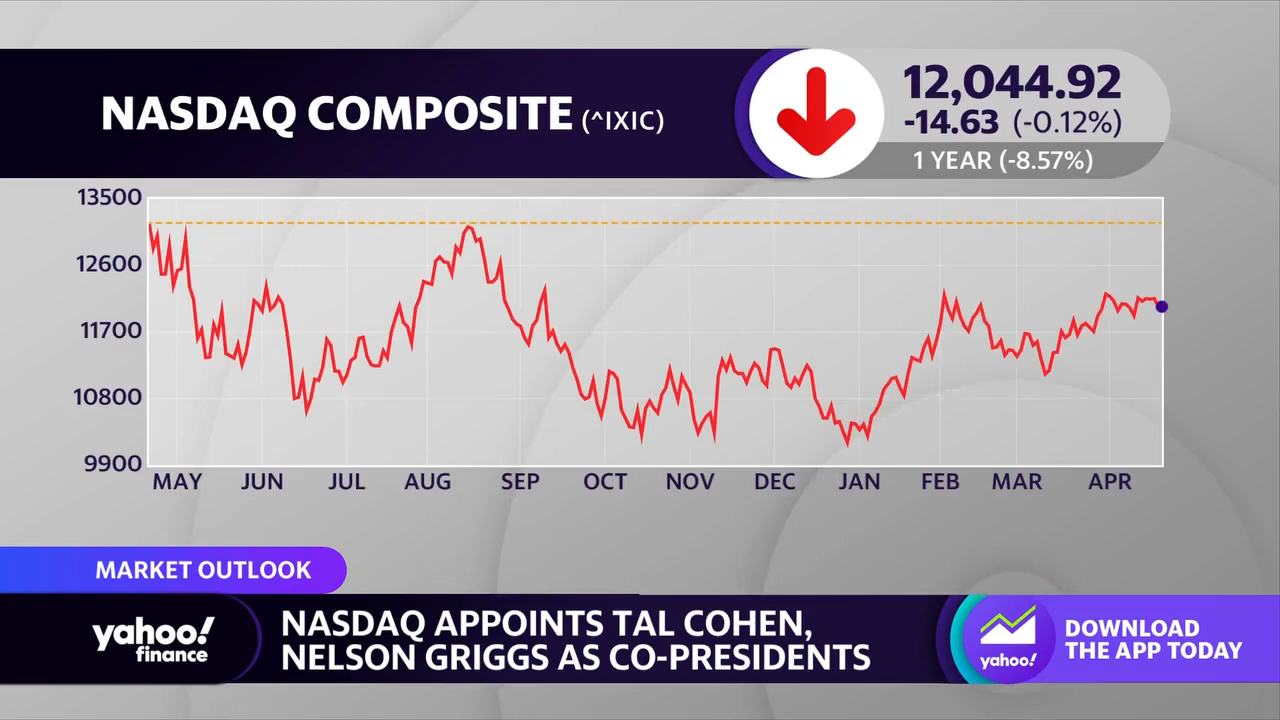 NASDAQ COMPOSITE (^IXIC)
12,044.92
-14.63 (-0.12%)
1 YEAR (-8.57%)
13500
12600
11700
10800
9900
MAY JUN JUL AUG SEP OCT NOV DEC JAN FEB MAR APR
MARKET OUTLOOK
yahoo!
finance
NASDAQ APPOINTS TAL COHEN,
NELSON GRIGGS AS CO-PRESIDENTS
yahoo!
DOWNLOAD
THE APP TODAY